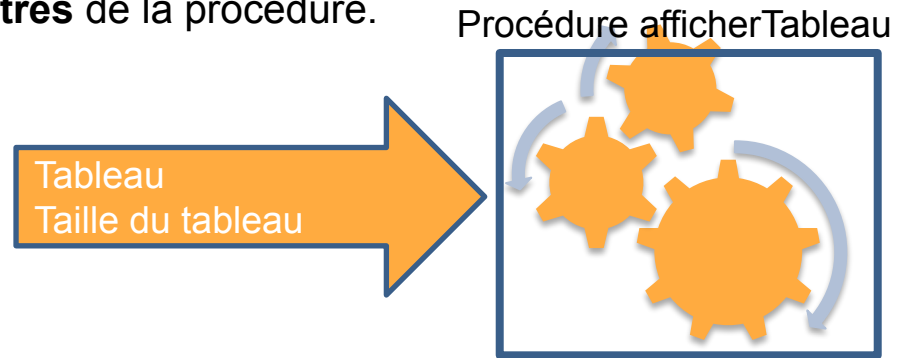 tres de la procédure.
Procédure afficherTableau
Tableau
Taille du tableau